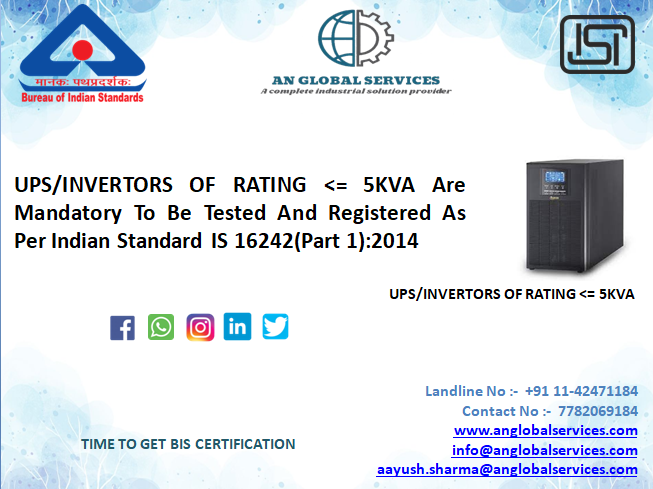 मानकः पथप्रदर्शकः
Bureau of Indian Standards
AN GLOBAL SERVICES
A complete industrial solution provider
ISI
UPS/INVERTORS OF RATING <= 5KVA Are
Mandatory To Be Tested And Registered As
Per Indian Standard IS 16242(Part 1):2014
UPS/INVERTORS OF RATING <= 5KVA
Landline No :- +91 11-42471184
Contact No :- 7782069184
www.anglobalservices.com
info@anglobalservices.com
aayush.sharma@anglobalservices.com
TIME TO GET BIS CERTIFICATION